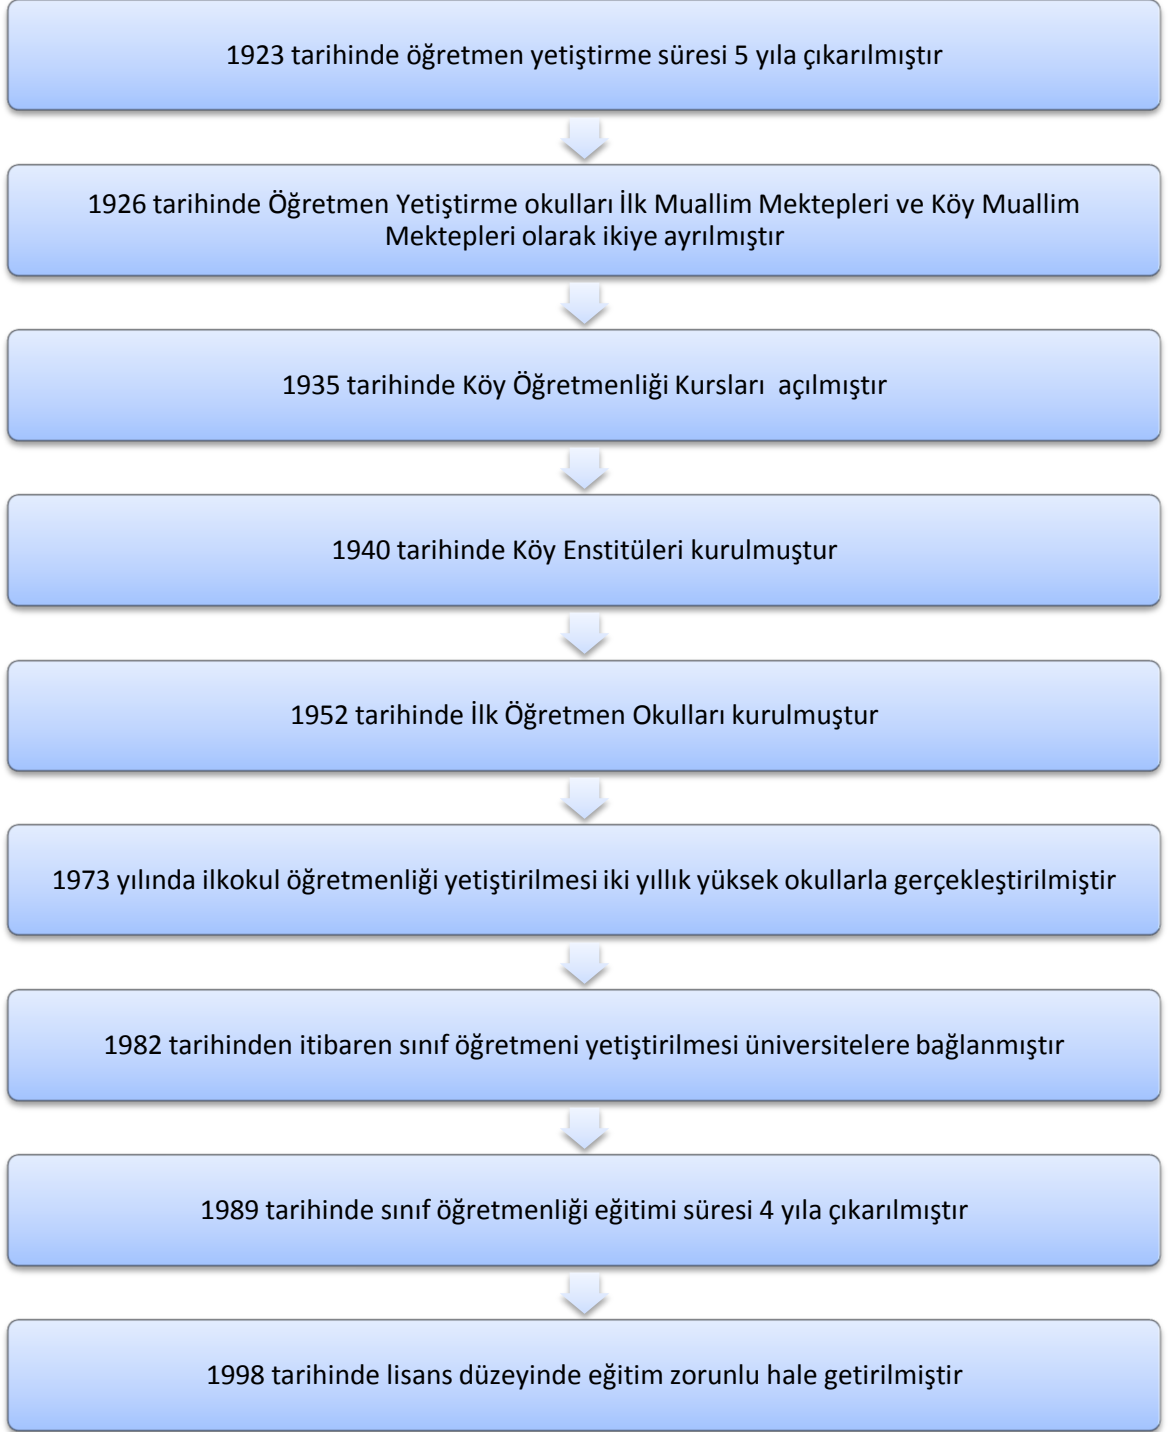 1923 tarihinde öğretmen yetiştirme süresi 5 yıla çıkarılmıştır
1926 tarihinde Öğretmen Yetiştirme okulları İlk Muallim Mektepleri ve Köy Muallim
Mektepleri olarak ikiye ayrılmıştır
1935 tarihinde Köy Öğretmenliği Kursları  açılmıştır
1940 tarihinde Köy Enstitüleri kurulmuştur
1952 tarihinde İlk Öğretmen Okulları kurulmuştur
1973 yılında ilkokul öğretmenliği yetiştirilmesi iki yıllık yüksek okullarla gerçekleştirilmiştir
1982 tarihinden itibaren sınıf öğretmeni yetiştirilmesi üniversitelere bağlanmıştır
1989 tarihinde sınıf öğretmenliği eğitimi süresi 4 yıla çıkarılmıştır
1998 tarihinde lisans düzeyinde eğitim zorunlu hale getirilmiştir